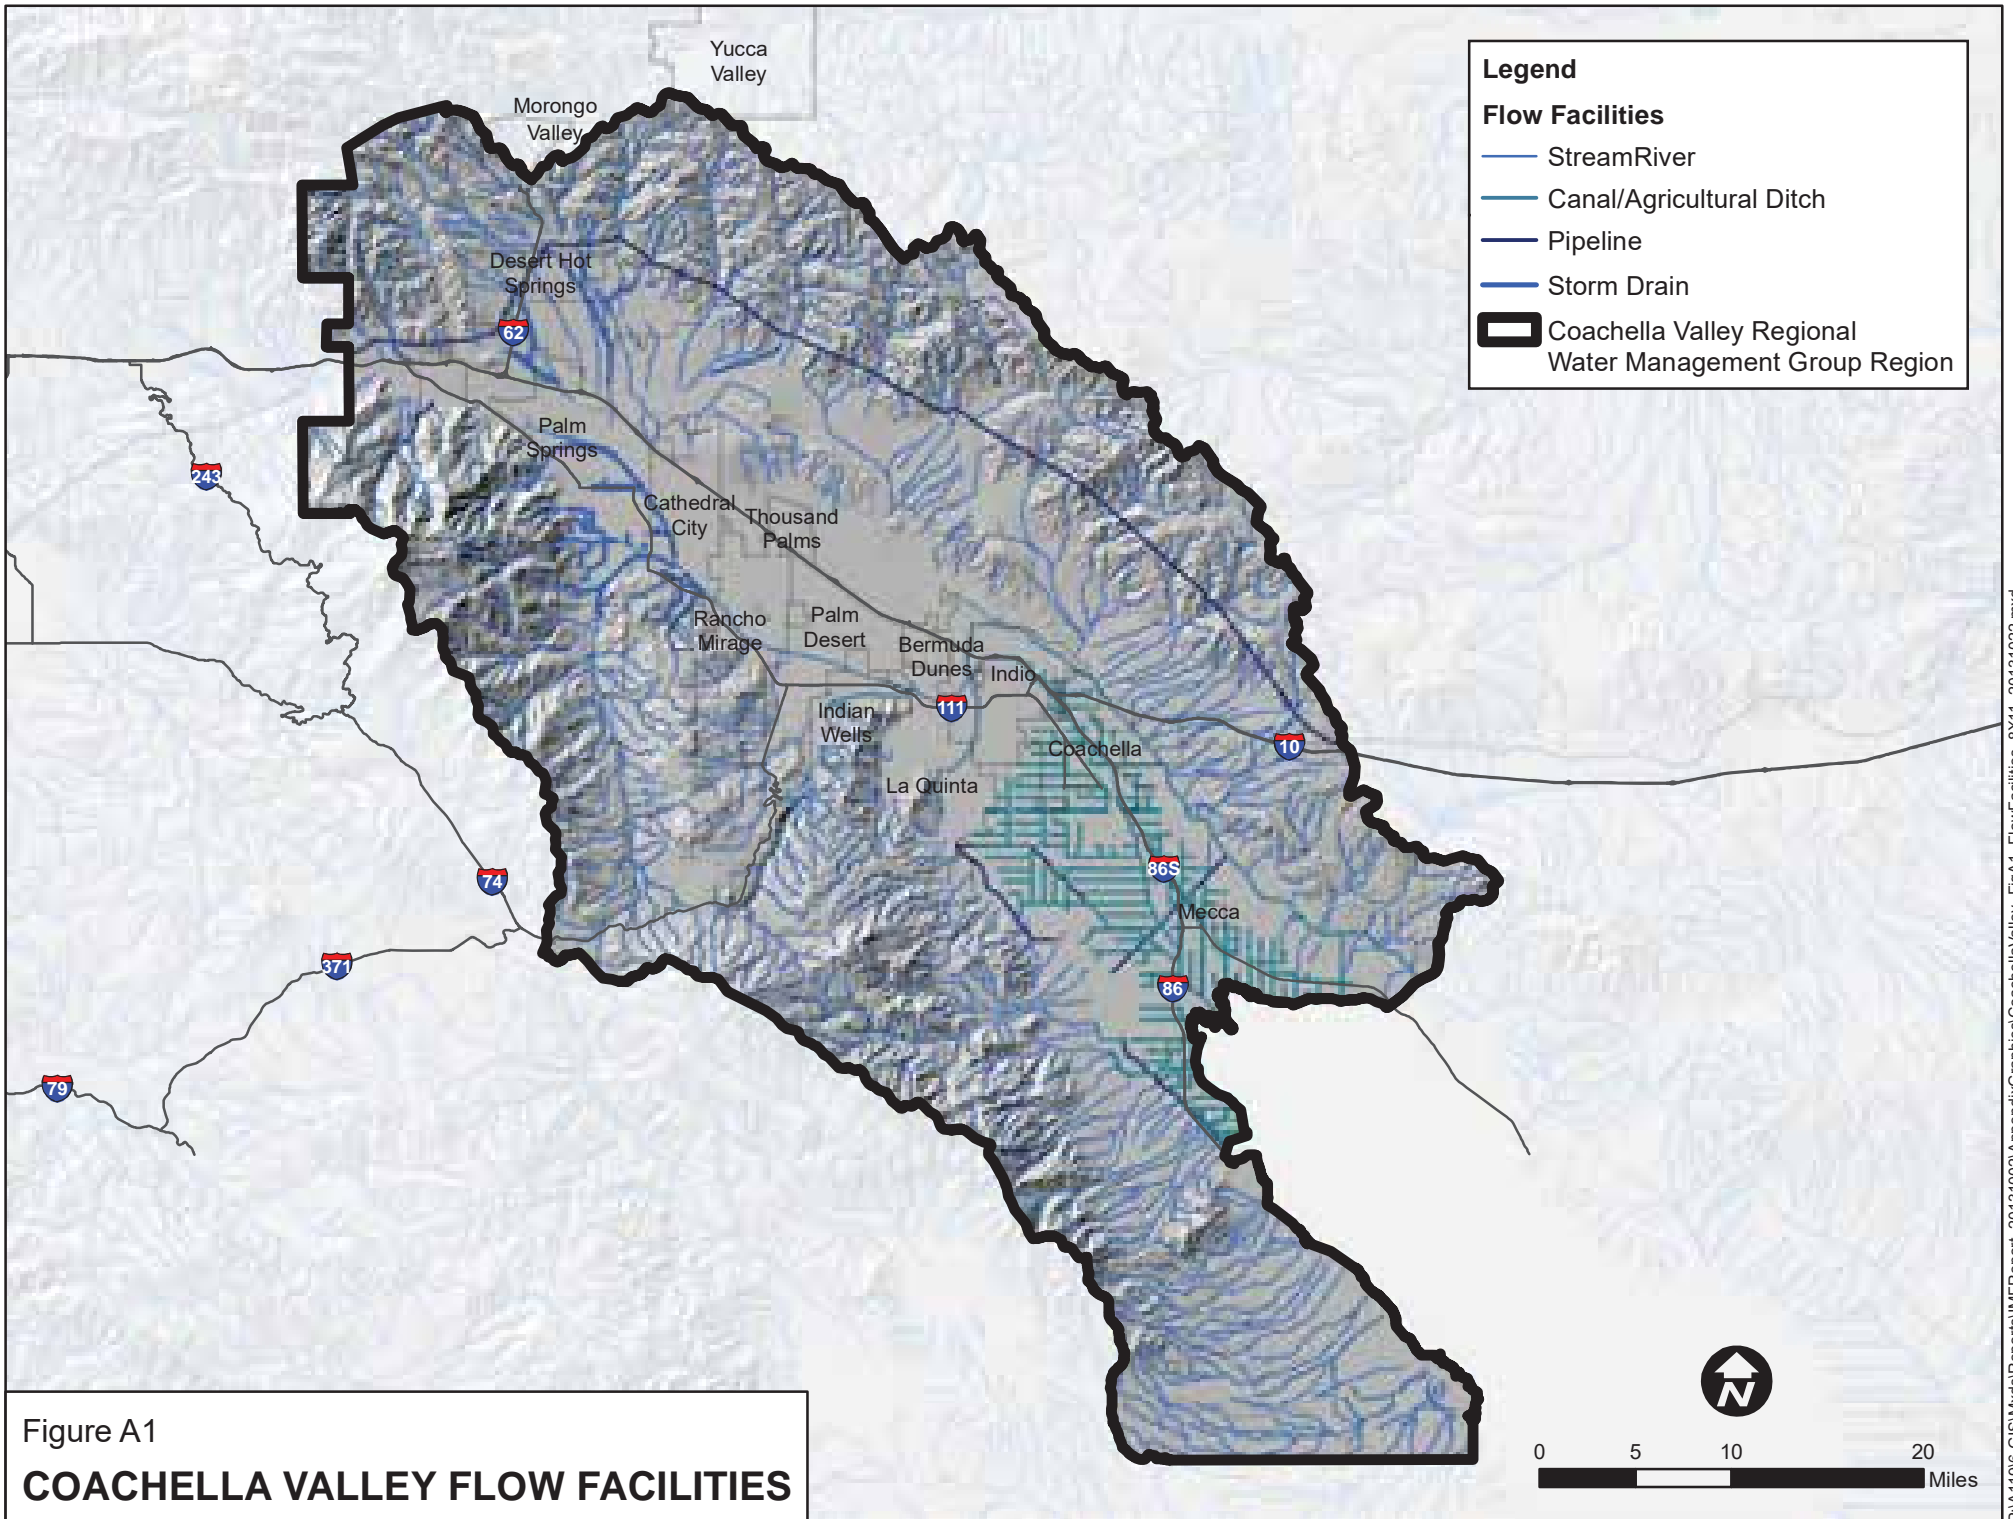 Yucca
Valley
Morongo
Valley
Legend
Flow Facilities
StreamRiver
Canal/Agricultural Ditch
Pipeline
Storm Drain
Coachella Valley Regional
Water Management Group Region
Desert Hot
Springs
62
Palm
Springs
243
Cathedral
City
Thousand
Palms
Rancho
Mirage
Palm
Desert
Bermuda
Dunes
Indio
111
Indian
Wells
10
Coachella
La Quinta
86S
74
Mecca
371
86
79
Figure A1
COACHELLA VALLEY FLOW FACILITIES
N
0 5 10 20
Miles